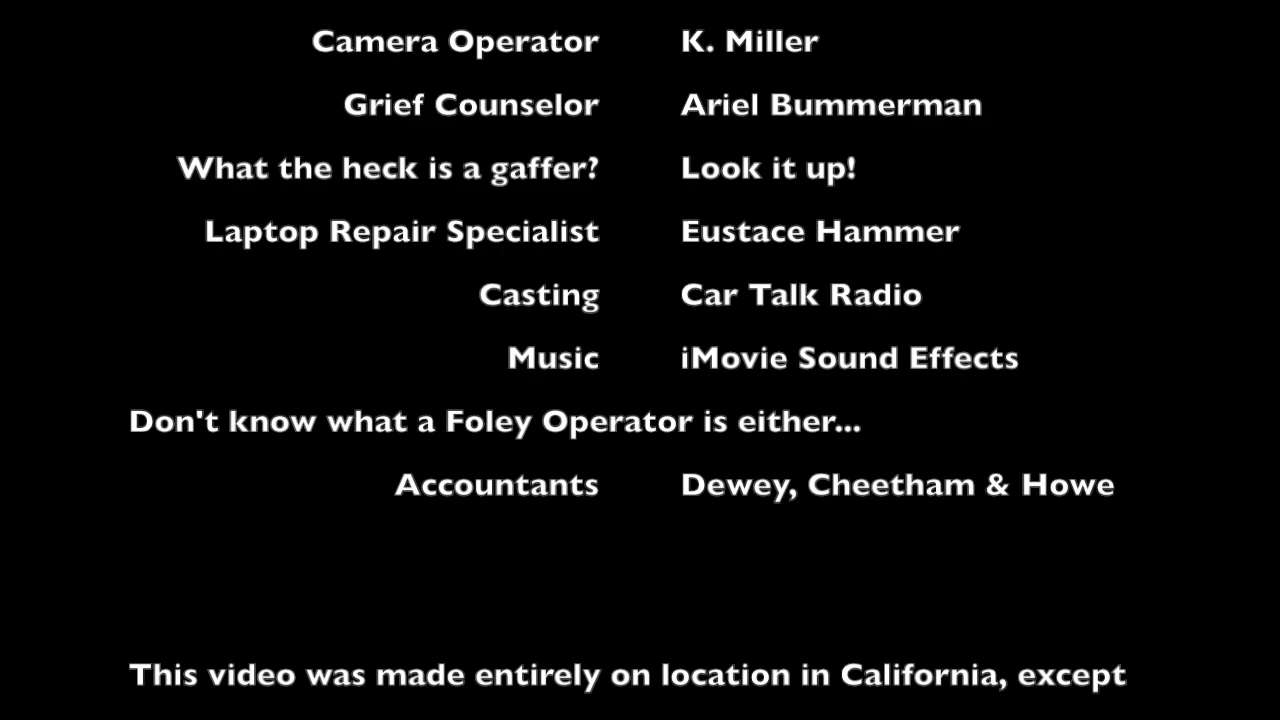 Camera Operator K. Miller
Grief Counselor Ariel Bummerman
What the heck is a gaffer? Look it up!
Laptop Repair Specialist Eustace Hammer
Casting Car Talk Radio
Music iMovie Sound Effects
Don't know what a Foley Operator is either...
Accountants Dewey, Cheetham & Howe
This video was made entirely on location in California, except